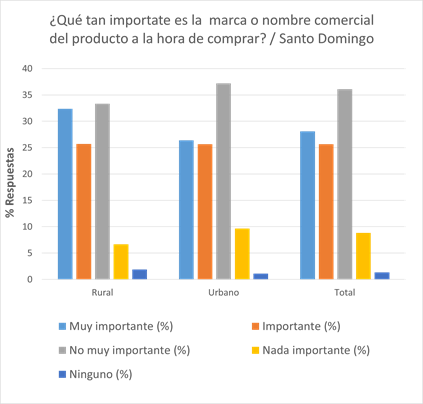 ¿Qué tan importate es la  marca o nombre comercial
del producto a la hora de comprar? / Santo Domingo
40
35
30
25
20
15
10
5
0
% Respuestas
Rural Urbano Total
Muy importante (%) Importante (%)
No muy importante (%) Nada importante (%)
Ninguno (%)